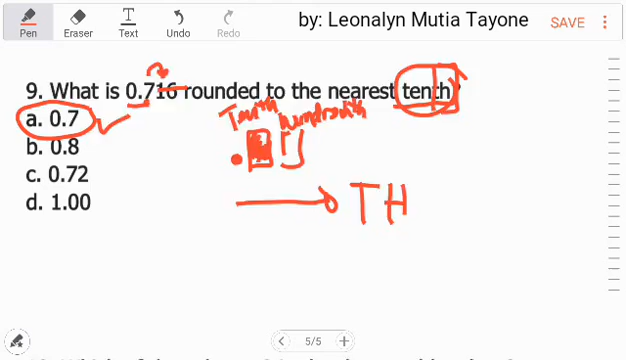 by: Leonalyn Mutia Tayone
Pen Eraser Text Undo Redo SAVE
9. What is 0.716 rounded to the nearest tenth?
a. 0.7
Tenth hundredth
b. 0.8
c. 0.72
T H
d. 1.00
5/5